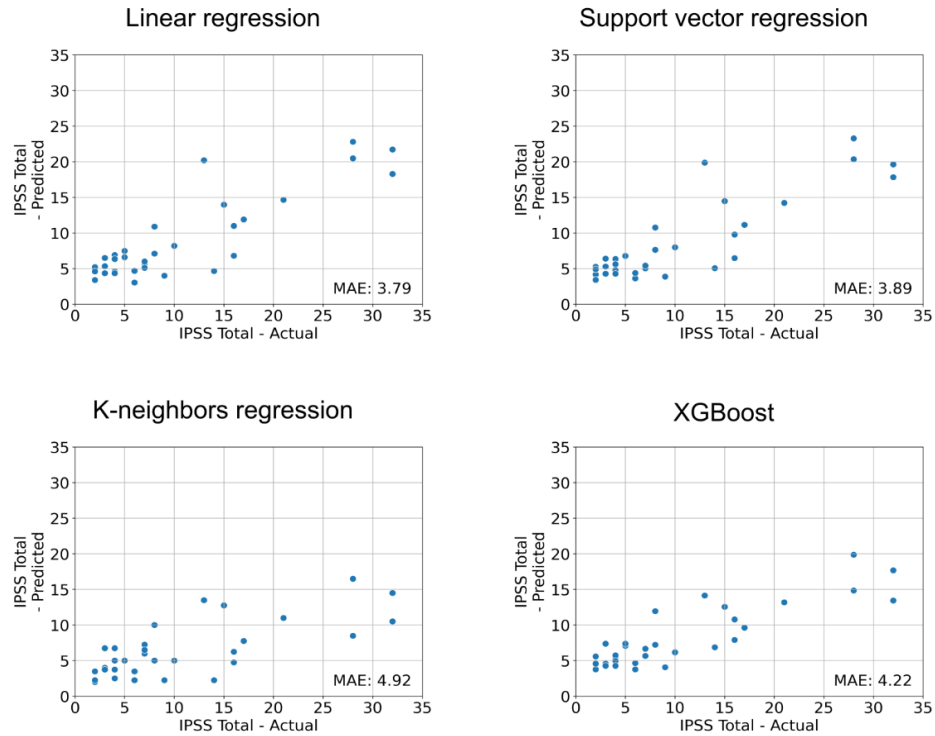 Linear regression
35
30
25
20
15
10
5
0
IPSS Total
- Predicted
MAE: 3.79
0 5 10 15 20 25 30 35
IPSS Total - Actual
Support vector regression
35
30
25
20
15
10
5
0
IPSS Total
- Predicted
MAE: 3.89
0 5 10 15 20 25 30 35
IPSS Total - Actual
K-neighbors regression
35
30
25
20
15
10
5
0
IPSS Total
- Predicted
MAE: 4.92
0 5 10 15 20 25 30 35
IPSS Total - Actual
XGBoost
35
30
25
20
15
10
5
0
IPSS Total
- Predicted
MAE: 4.22
0 5 10 15 20 25 30 35
IPSS Total - Actual